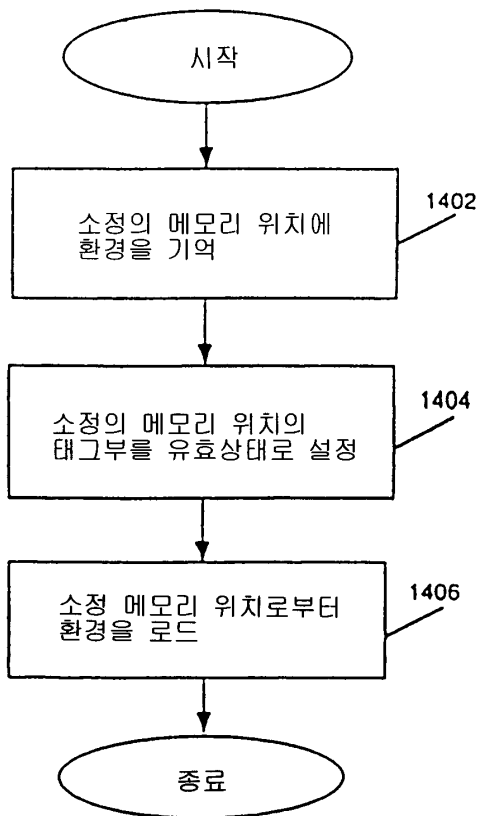 시작
소정의 메모리 위치에
환경을 기억
1402
소정의 메모리 위치의
태그부를 유효상태로 설정
1404
소정 메모리 위치로부터
환경을 로드
1406
종료